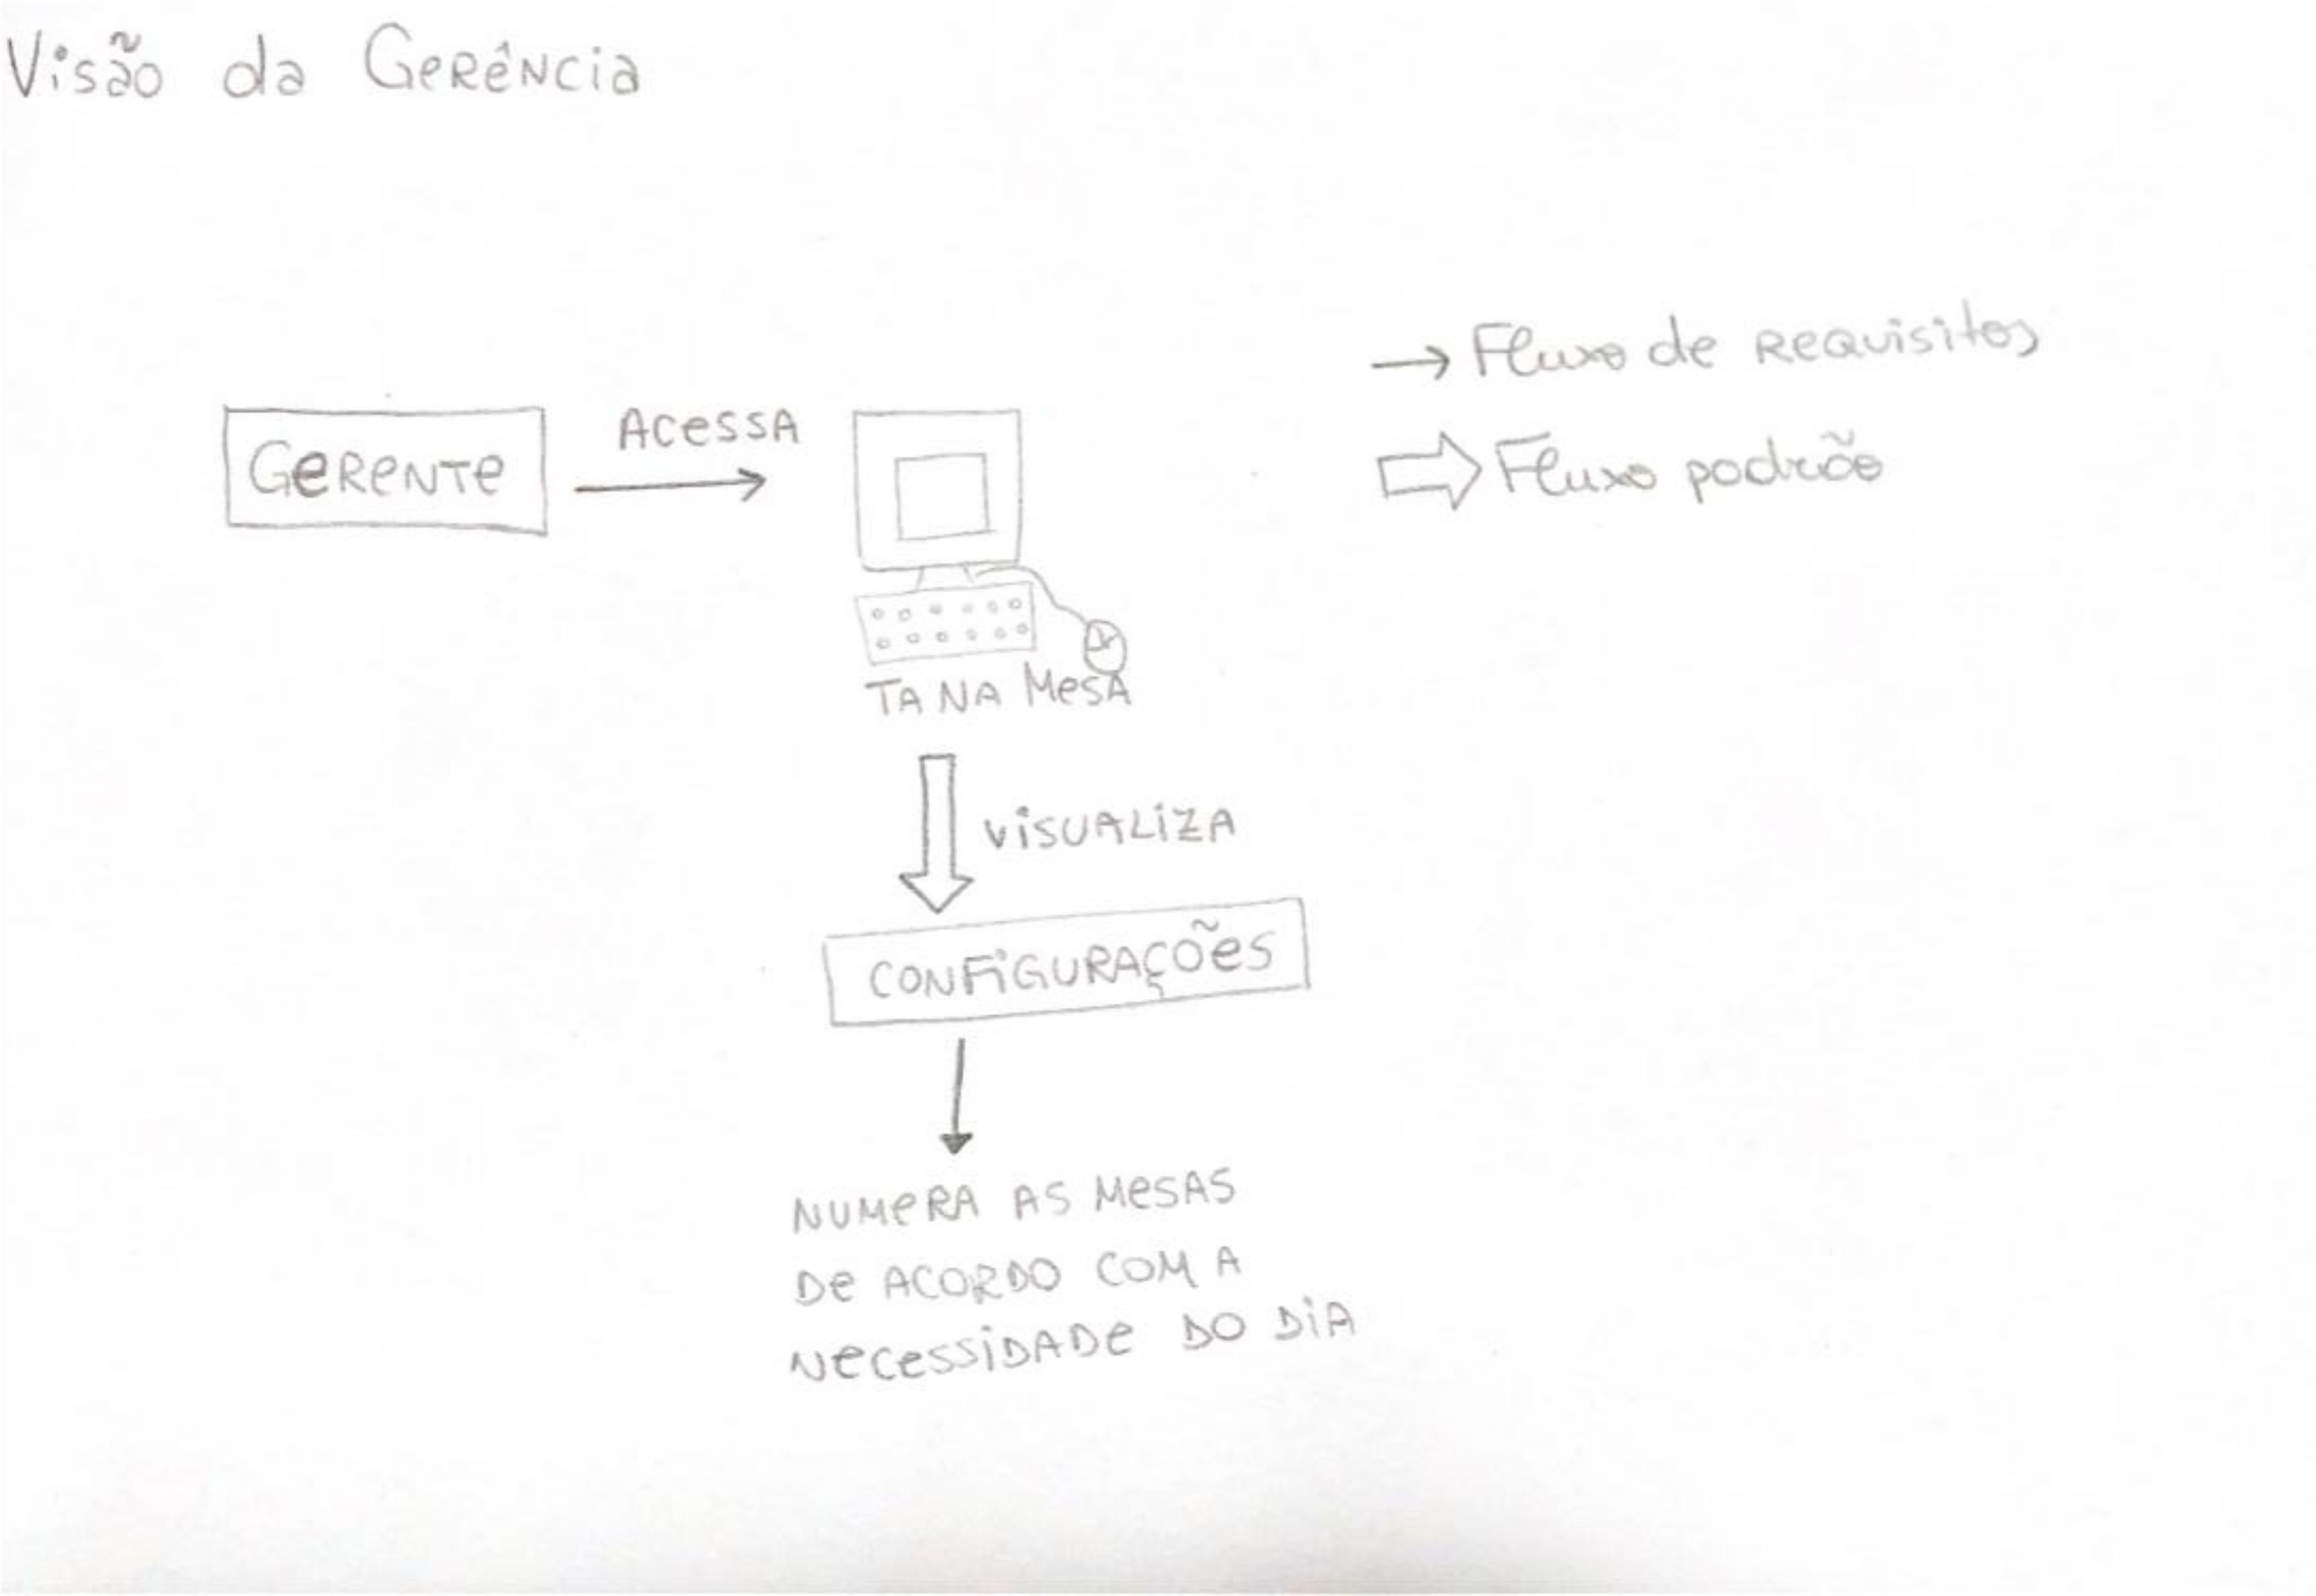 Visão da Gerência
→ Fluxo de Requisitos
GERENTE
ACESSA
⇨ Fluxo padrão
TA NA MESA
VISUALIZA
CONFIGURAÇÕES
NUMERA AS MESAS
DE ACORDO COM A
NECESSIDADE DO DIA